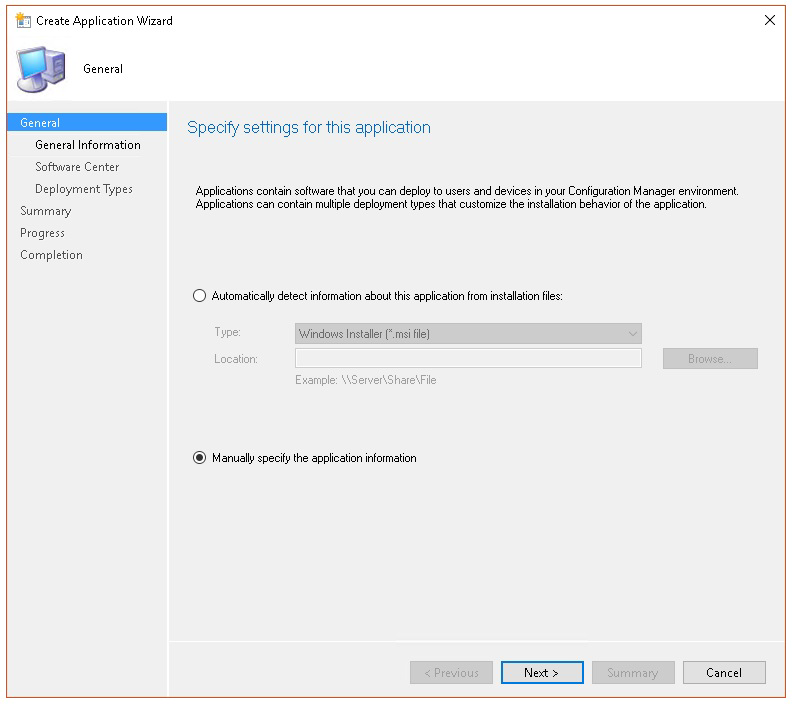 Create Application Wizard
General
General
General Information
Software Center
Deployment Types
Summary
Progress
Completion
Specify settings for this application
Applications contain software that you can deploy to users and devices in your Configuration Manager environment.
Applications can contain multiple deployment types that customize the installation behavior of the application.
Automatically detect information about this application from installation files:
Type: Windows Installer (*.msi file)
Location: Browse...
Example: \\Server\Share\File
Manually specify the application information
< Previous Next > Summary Cancel